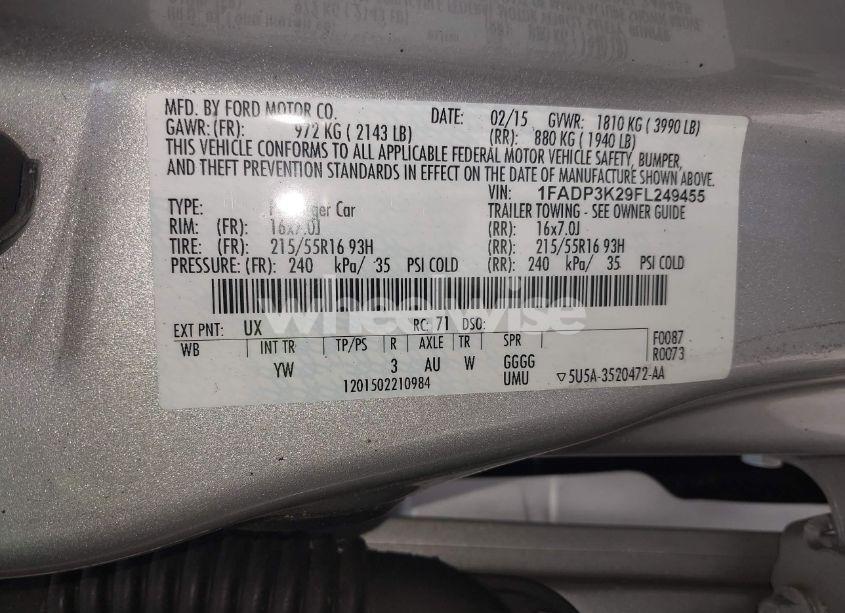 MFD. BY FORD MOTOR CO. DATE: 02/15 GVWR: 1810 KG ( 3990 LB)
GAWR: (FR): 972 KG ( 2143 LB) (RR): 880 KG ( 1940 LB)
THIS VEHICLE CONFORMS TO ALL APPLICABLE FEDERAL MOTOR VEHICLE SAFETY, BUMPER,
AND THEFT PREVENTION STANDARDS IN EFFECT ON THE DATE OF MANUFACTURE SHOWN ABOVE.
VIN: 1FADP3K29FL249455
TYPE: ger Car TRAILER TOWING - SEE OWNER GUIDE
RIM: (FR): 16x7.0J (RR): 16x7.0J
TIRE: (FR): 215/55R16 93H (RR): 215/55R16 93H
PRESSURE: (FR): 240 kPa/ 35 PSI COLD (RR): 240 kPa/ 35 PSI COLD
wheelwise
EXT PNT: UX RC: 71 DSO:
WB INT TR TP/PS R AXLE TR SPR F0087
YW 3 AU W GGGG R0073
1201502210984 UMU ▽5U5A-3520472-AA